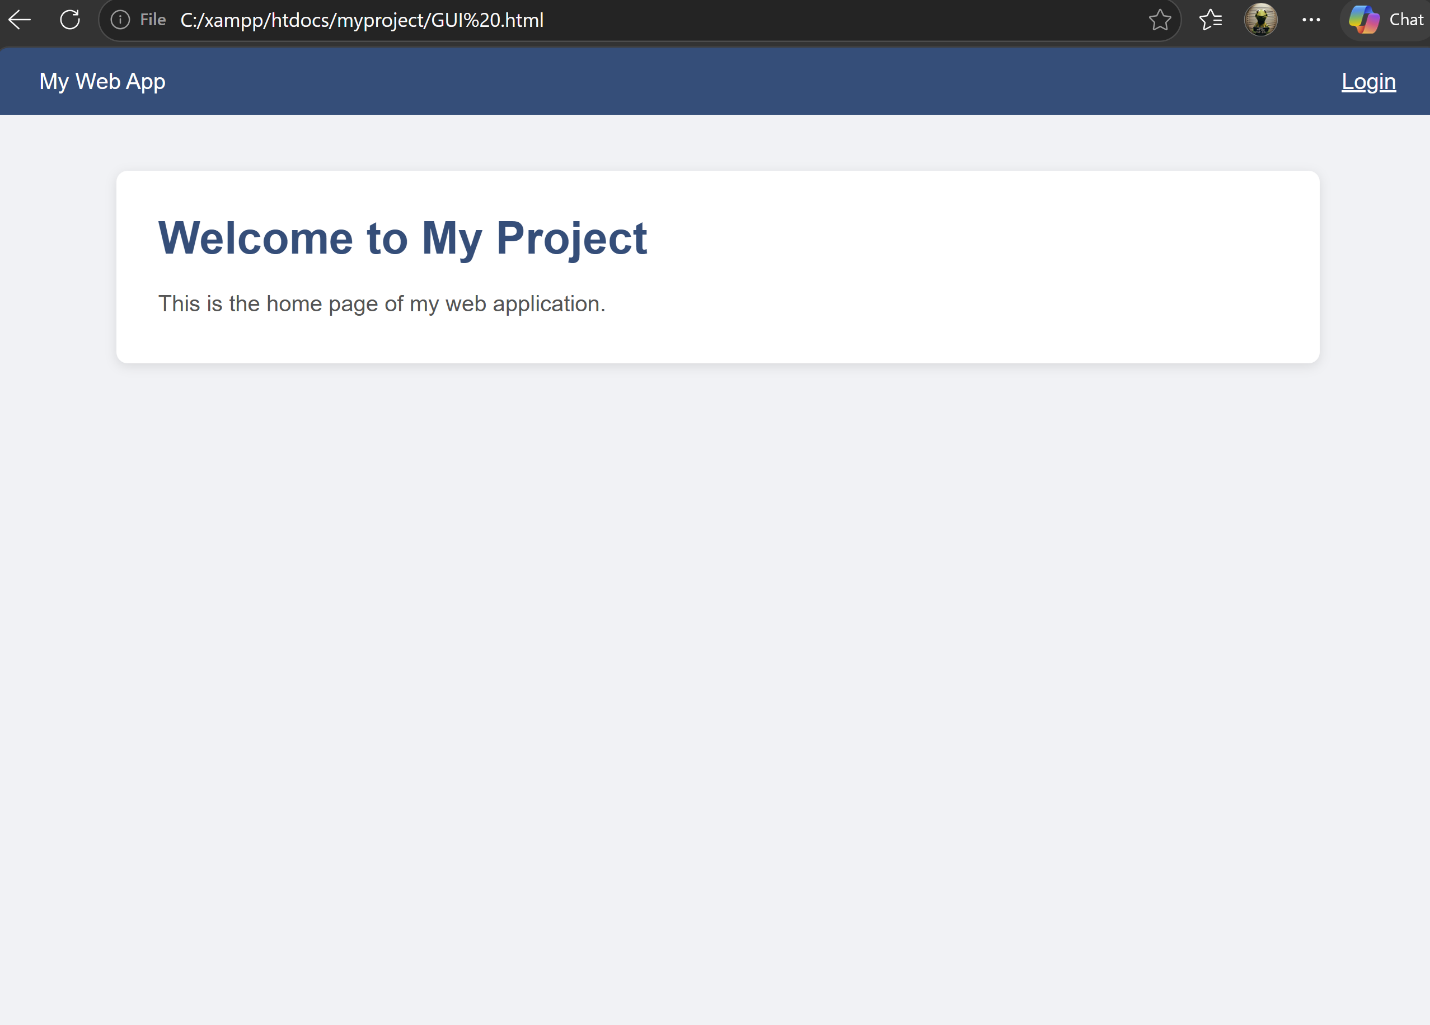 File C:/xampp/htdocs/myproject/GUI%20.html
Chat
My Web App
Login
Welcome to My Project
This is the home page of my web application.